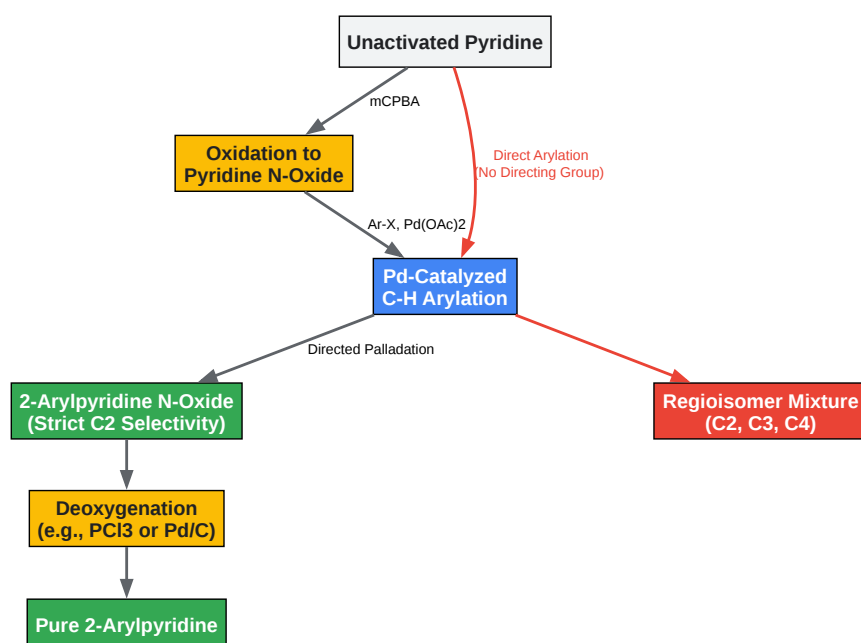 Unactivated Pyridine
mCPBA
Oxidation to
Pyridine N-Oxide
Direct Arylation
(No Directing Group)
Ar-X, Pd(OAc)2
Pd-Catalyzed
C-H Arylation
Directed Palladation
2-Arylpyridine N-Oxide
(Strict C2 Selectivity)
Regioisomer Mixture
(C2, C3, C4)
Deoxygenation
(e.g., PCl3 or Pd/C)
Pure 2-Arylpyridine